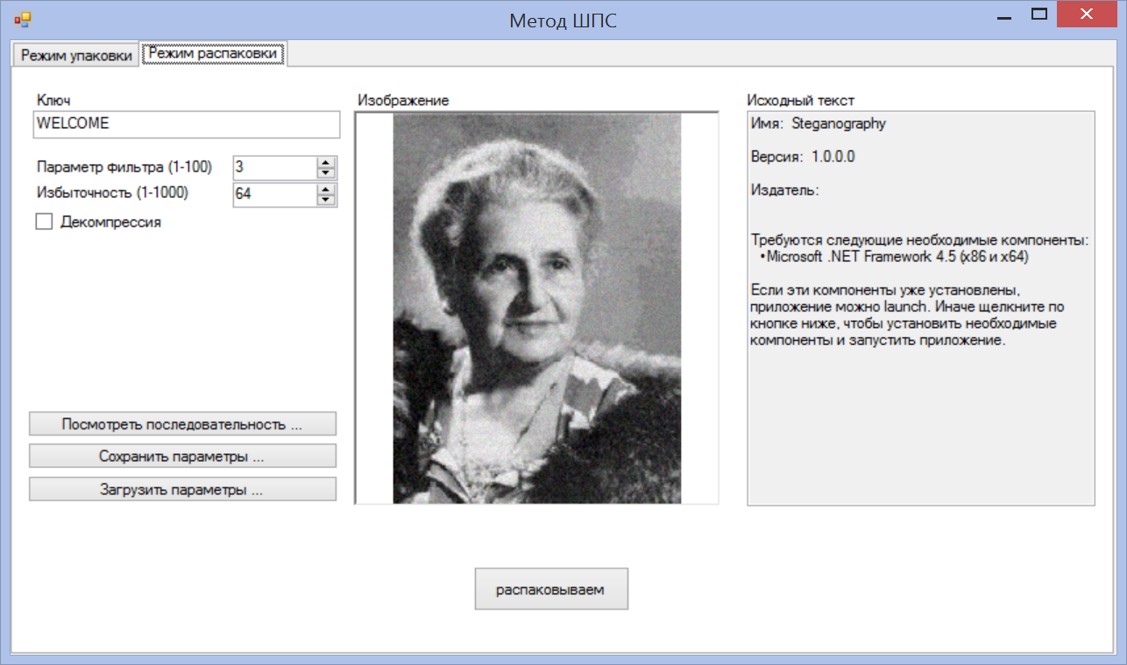 Метод ШПС
Режим упаковки
Режим распаковки
Ключ
WELCOME
Параметр фильтра (1-100)
3
Избыточность (1-1000)
64
Декомпрессия
Посмотреть последовательность ...
Сохранить параметры ...
Загрузить параметры ...
Изображение
Исходный текст
Имя: Steganography
Версия: 1.0.0.0
Издатель:
Требуются следующие необходимые компоненты:
•Microsoft .NET Framework 4.5 (x86 и x64)
Если эти компоненты уже установлены,
приложение можно launch. Иначе щелкните по
кнопке ниже, чтобы установить необходимые
компоненты и запустить приложение.
распаковываем